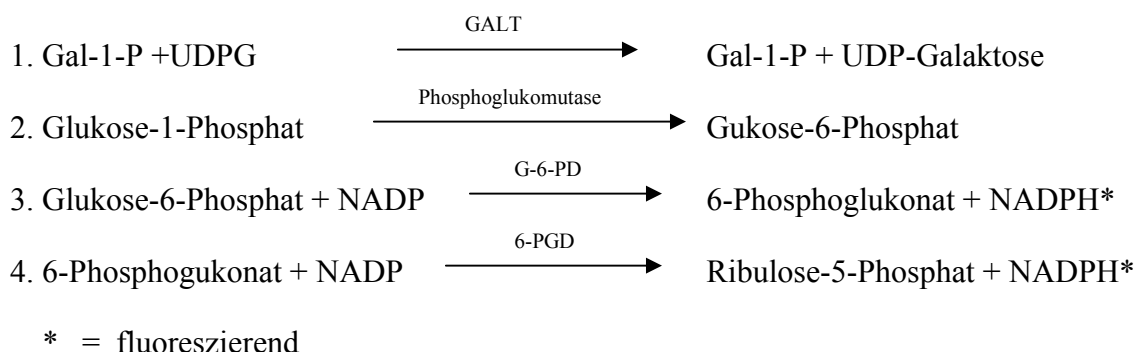 GALT
1. Gal-1-P +UDPG Gal-1-P + UDP-Galaktose
Phosphoglukomutase
2. Glukose-1-Phosphat Gukose-6-Phosphat
G-6-PD
3. Glukose-6-Phosphat + NADP 6-Phosphoglukonat + NADPH*
6-PGD
4. 6-Phosphogukonat + NADP Ribulose-5-Phosphat + NADPH*
* = fluoreszierend